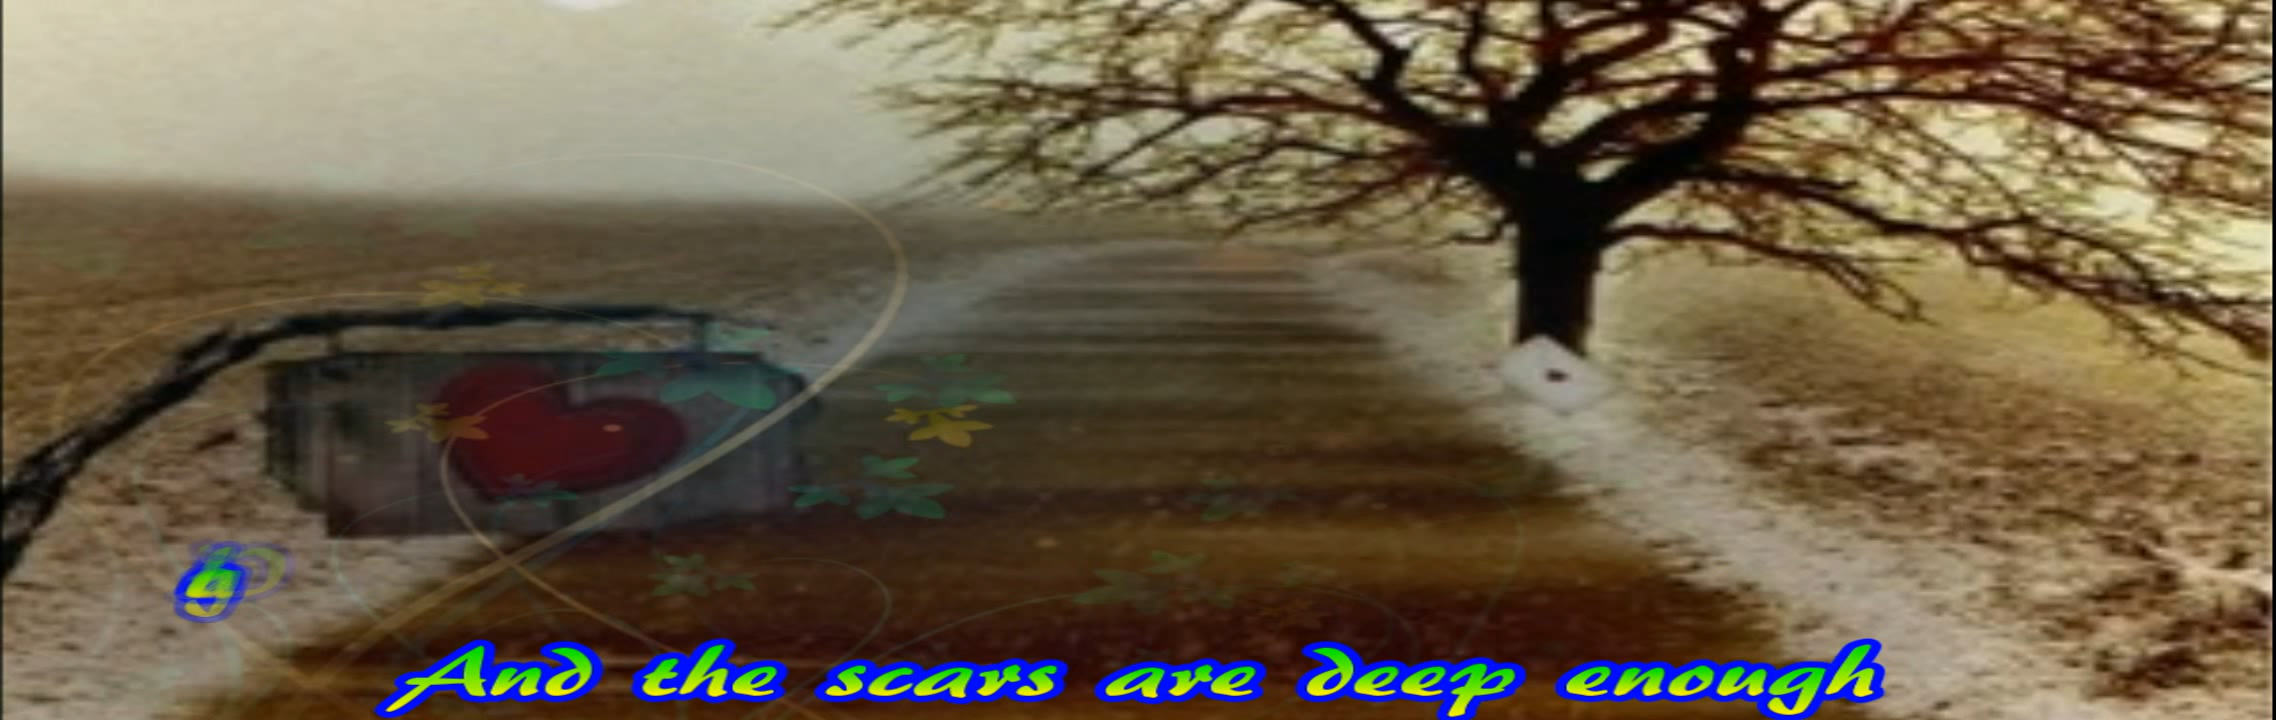 And the scars are deep enough